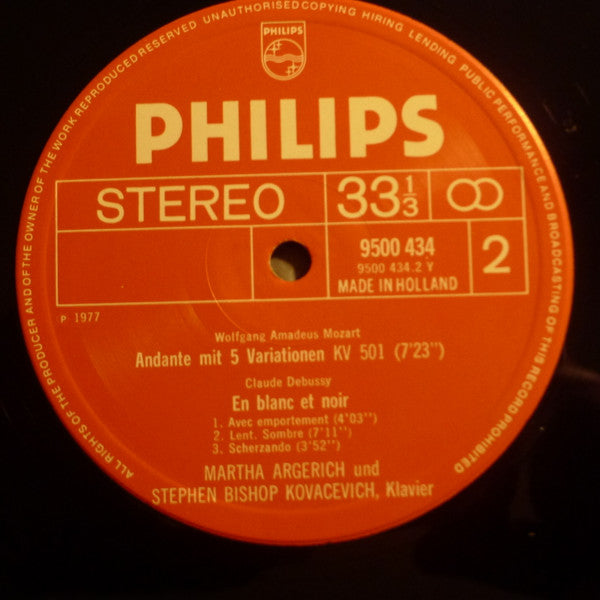 ALL RIGHTS OF THE PRODUCER AND OF THE OWNER OF THE WORK REPRODUCED RESERVED UNAUTHORISED COPYING HIRING LENDING PUBLIC PERFORMANCE AND BROADCASTING OF THIS RECORD PROHIBITED
PHILIPS
PHILIPS
STEREO
33 1/3
2
9500 434
9500 434.2 Y
MADE IN HOLLAND
P 1977
Wolfgang Amadeus Mozart
Andante mit 5 Variationen KV 501 (7'23'')
Claude Debussy
En blanc et noir
1. Avec emportement (4'03'')
2. Lent. Sombre (7'11'')
3. Scherzando (3'52'')
MARTHA ARGERICH und
STEPHEN BISHOP KOVACEVICH, Klavier